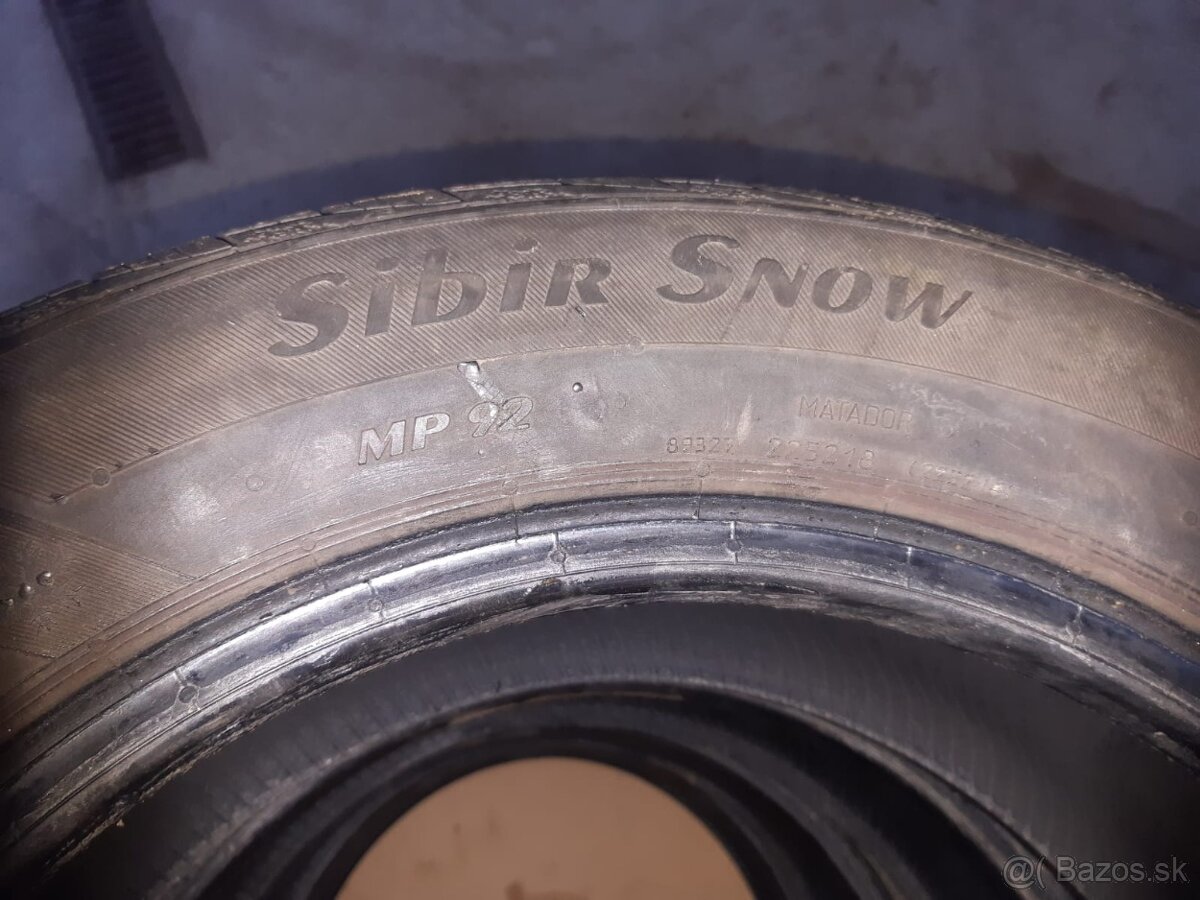 Sibir Snow
MP 92
MATADOR
@( Bazos.sk